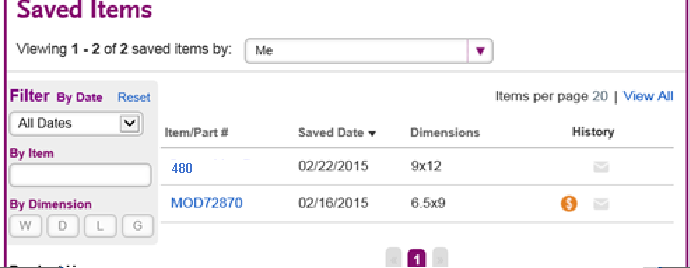 Saved Items
Viewing 1 - 2 of 2 saved items by: Me
Filter By Date Reset
Items per page 20 | View All
All Dates
Item/Part # Saved Date Dimensions History
By Item
480 02/22/2015 9x12
By Dimension
MOD72870 02/16/2015 6.5x9 $
W D L G
« 1 »